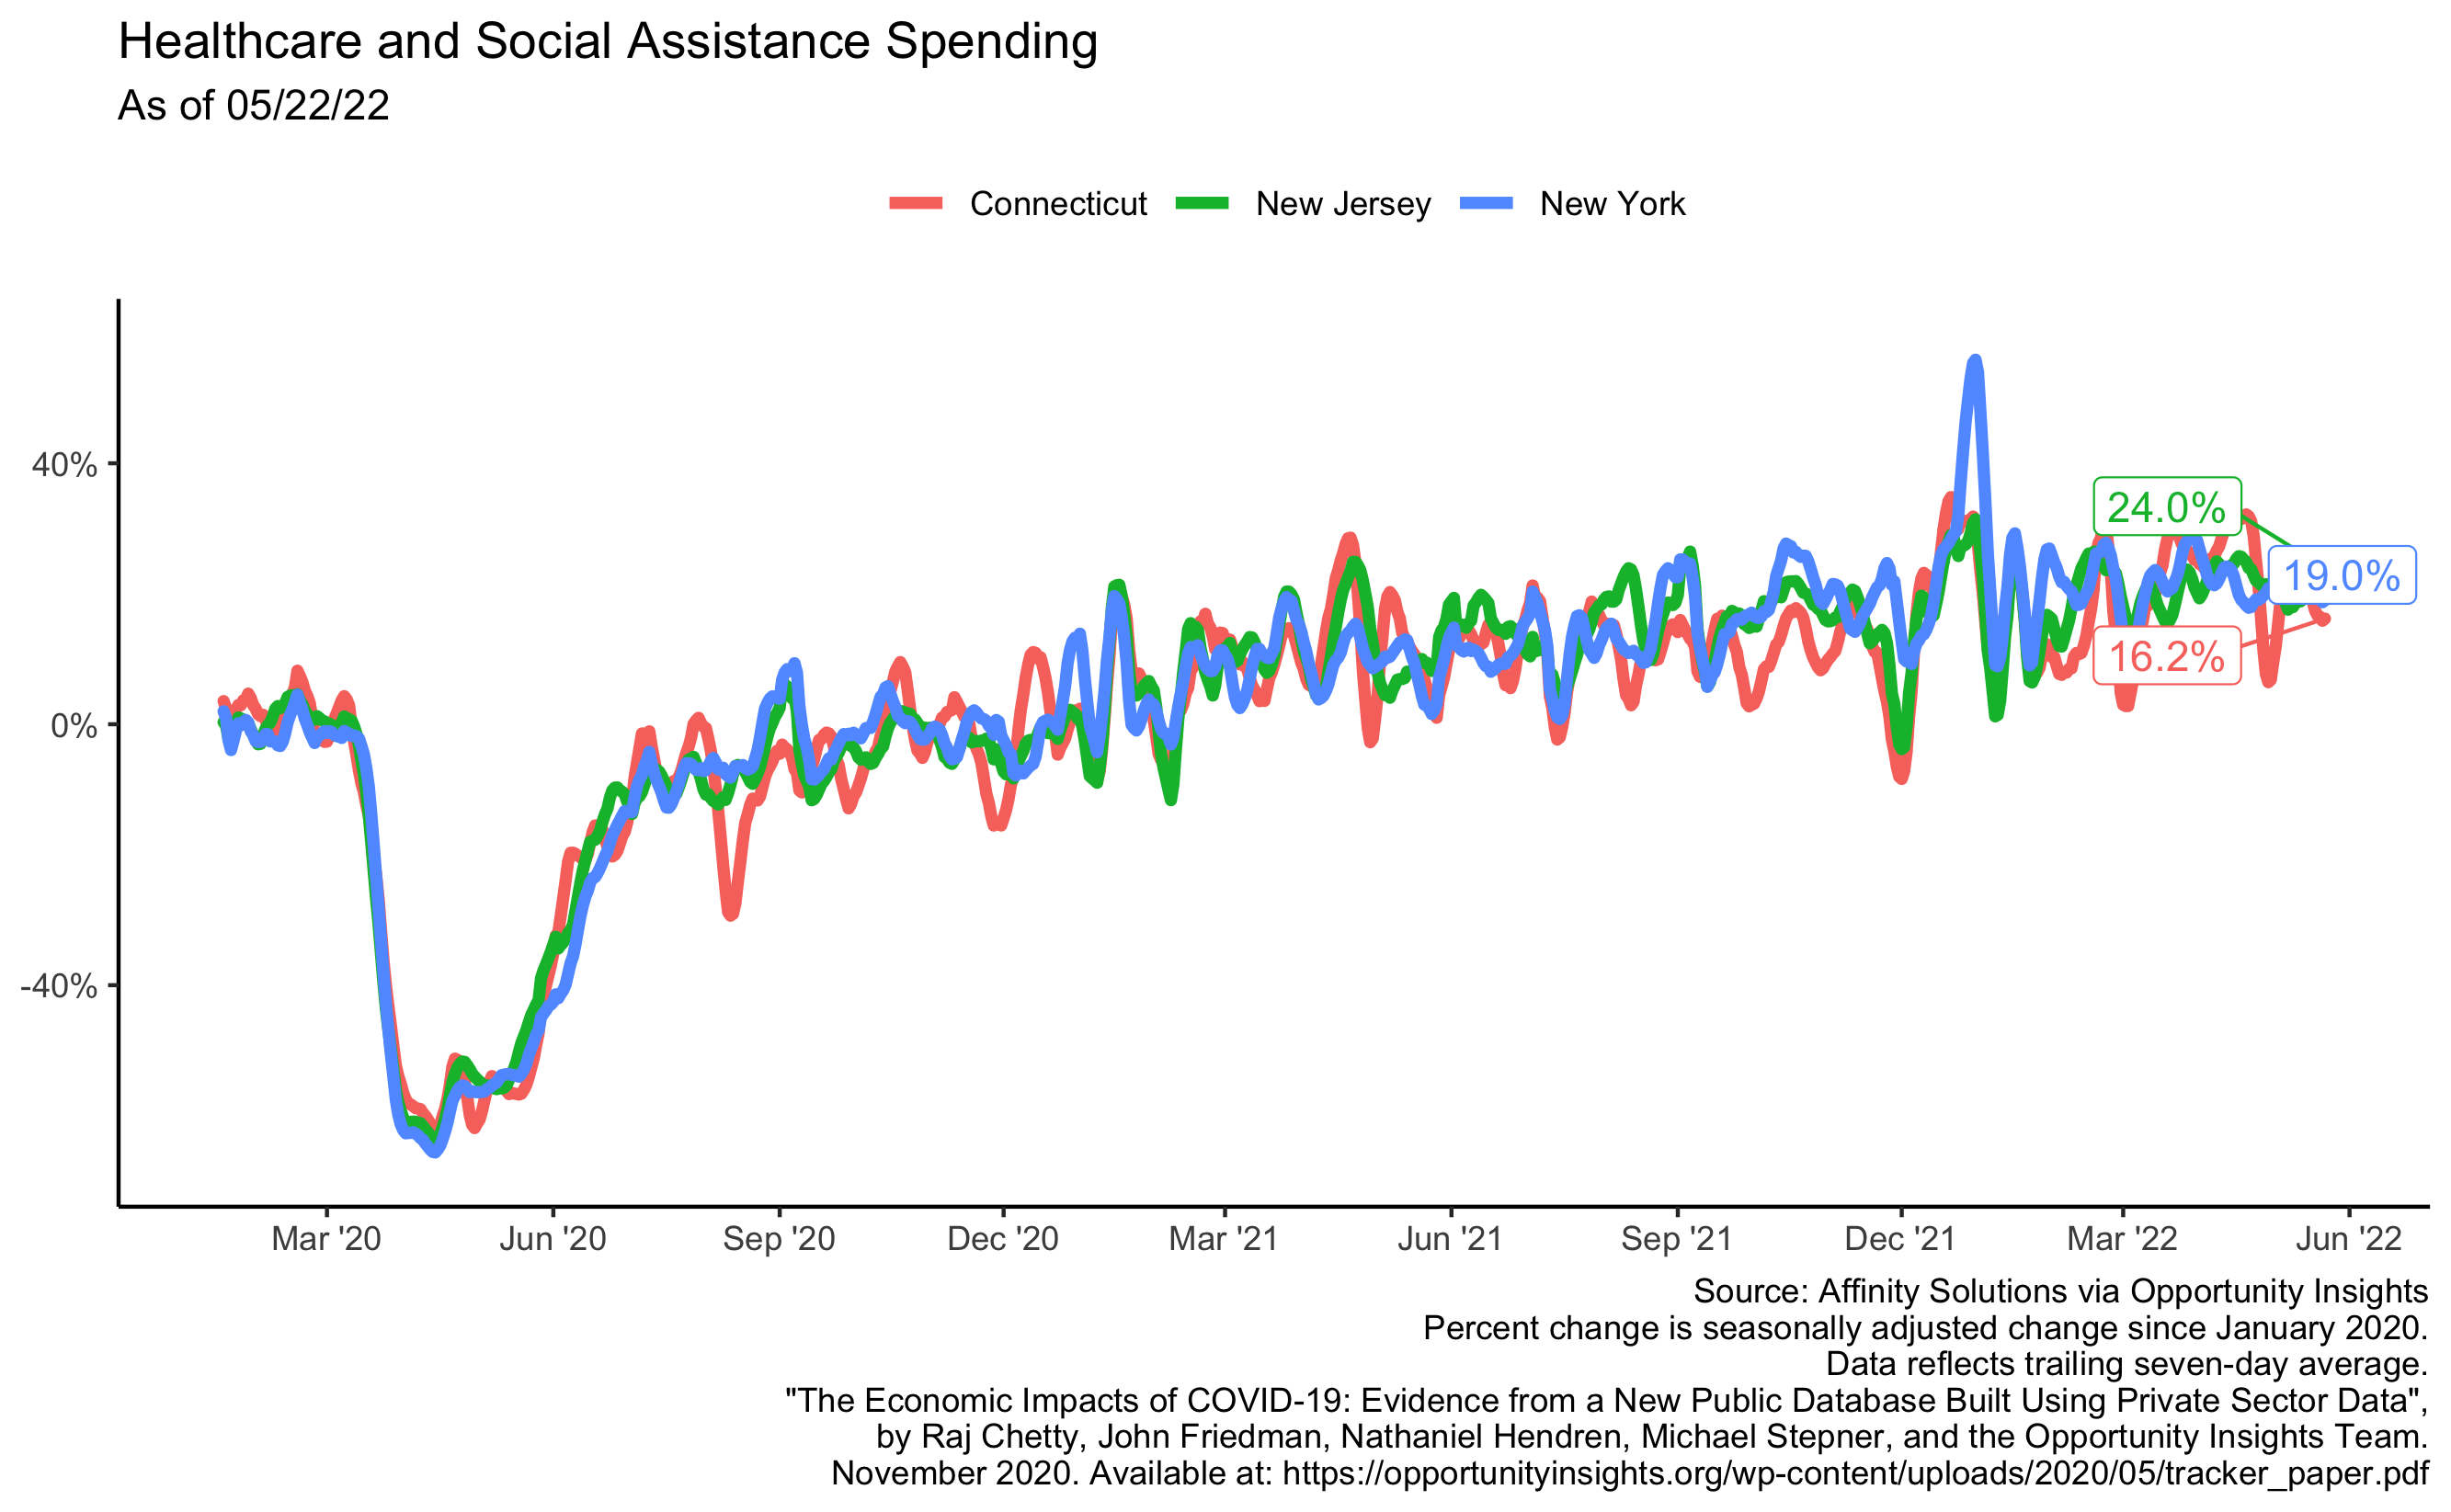 Healthcare and Social Assistance Spending
As of 05/22/22
Connecticut New Jersey New York
40%
0%
-40%
24.0%
19.0%
16.2%
Mar '20 Jun '20 Sep '20 Dec '20 Mar '21 Jun '21 Sep '21 Dec '21 Mar '22 Jun '22
Source: Affinity Solutions via Opportunity Insights
Percent change is seasonally adjusted change since January 2020.
Data reflects trailing seven-day average.
"The Economic Impacts of COVID-19: Evidence from a New Public Database Built Using Private Sector Data",
by Raj Chetty, John Friedman, Nathaniel Hendren, Michael Stepner, and the Opportunity Insights Team.
November 2020. Available at: https://opportunityinsights.org/wp-content/uploads/2020/05/tracker_paper.pdf